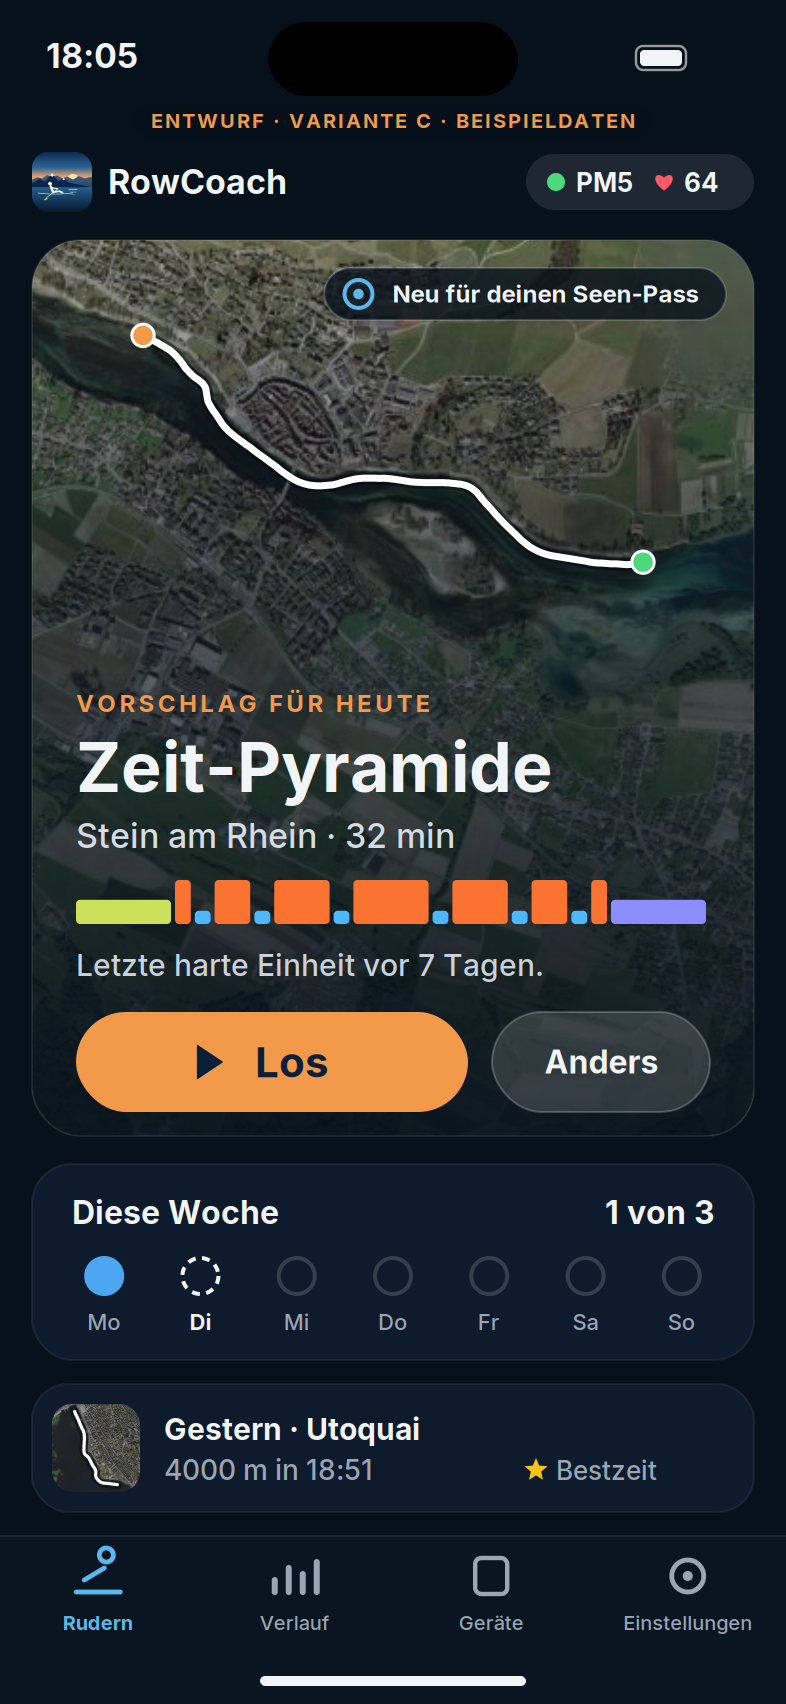 18:05
ENTWURF · VARIANTE C · BEISPIELDATEN
RowCoach
PM5 64
Neu für deinen Seen-Pass
VORSCHLAG FÜR HEUTE
Zeit-Pyramide
Stein am Rhein · 32 min
Letzte harte Einheit vor 7 Tagen.
Los
Anders
Diese Woche
1 von 3
Mo Di Mi Do Fr Sa So
Gestern · Utoquai
4000 m in 18:51
Bestzeit
Rudern Verlauf Geräte Einstellungen